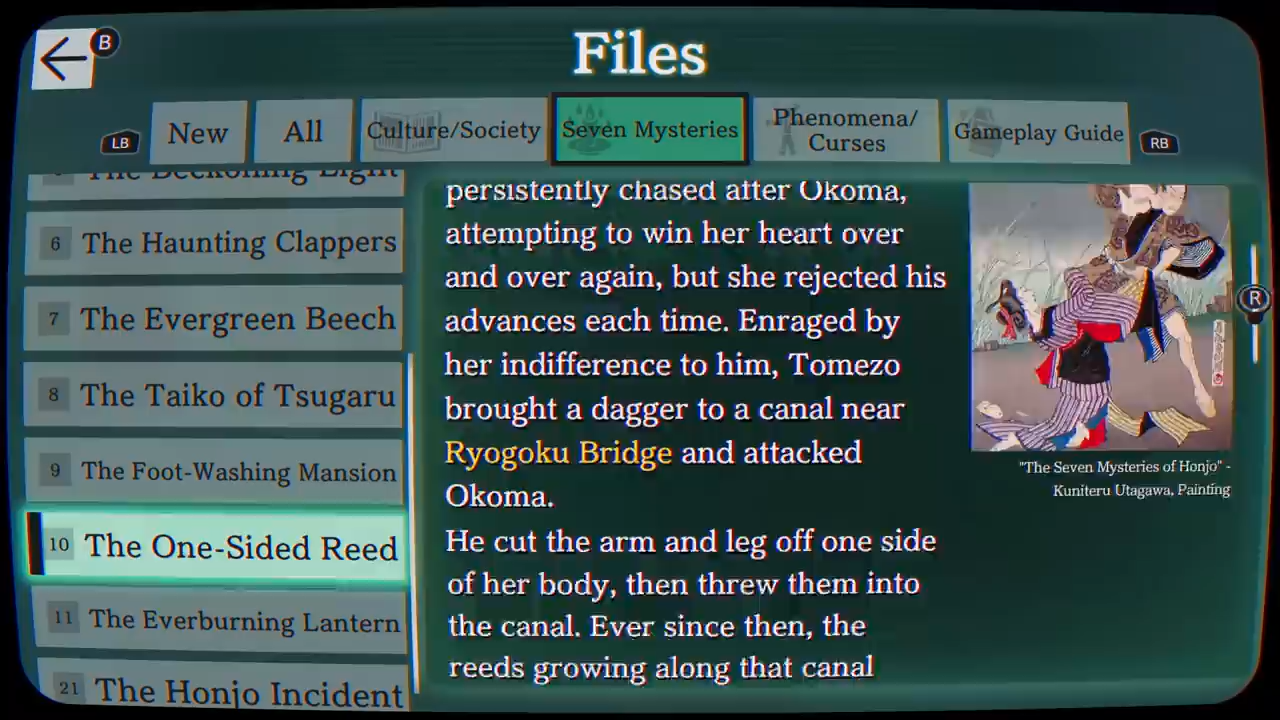 B
Files
LB
New
All
Culture/Society
Seven Mysteries
Phenomena/
Curses
Gameplay Guide
RB
The Beckoning Light
6 The Haunting Clappers
7 The Evergreen Beech
8 The Taiko of Tsugaru
9 The Foot-Washing Mansion
10 The One-Sided Reed
11 The Everburning Lantern
21 The Honjo Incident
persistently chased after Okoma,
attempting to win her heart over
and over again, but she rejected his
advances each time. Enraged by
her indifference to him, Tomezo
brought a dagger to a canal near
Ryogoku Bridge and attacked
Okoma.
He cut the arm and leg off one side
of her body, then threw them into
the canal. Ever since then, the
reeds growing along that canal
"The Seven Mysteries of Honjo" -
Kuniteru Utagawa, Painting
R